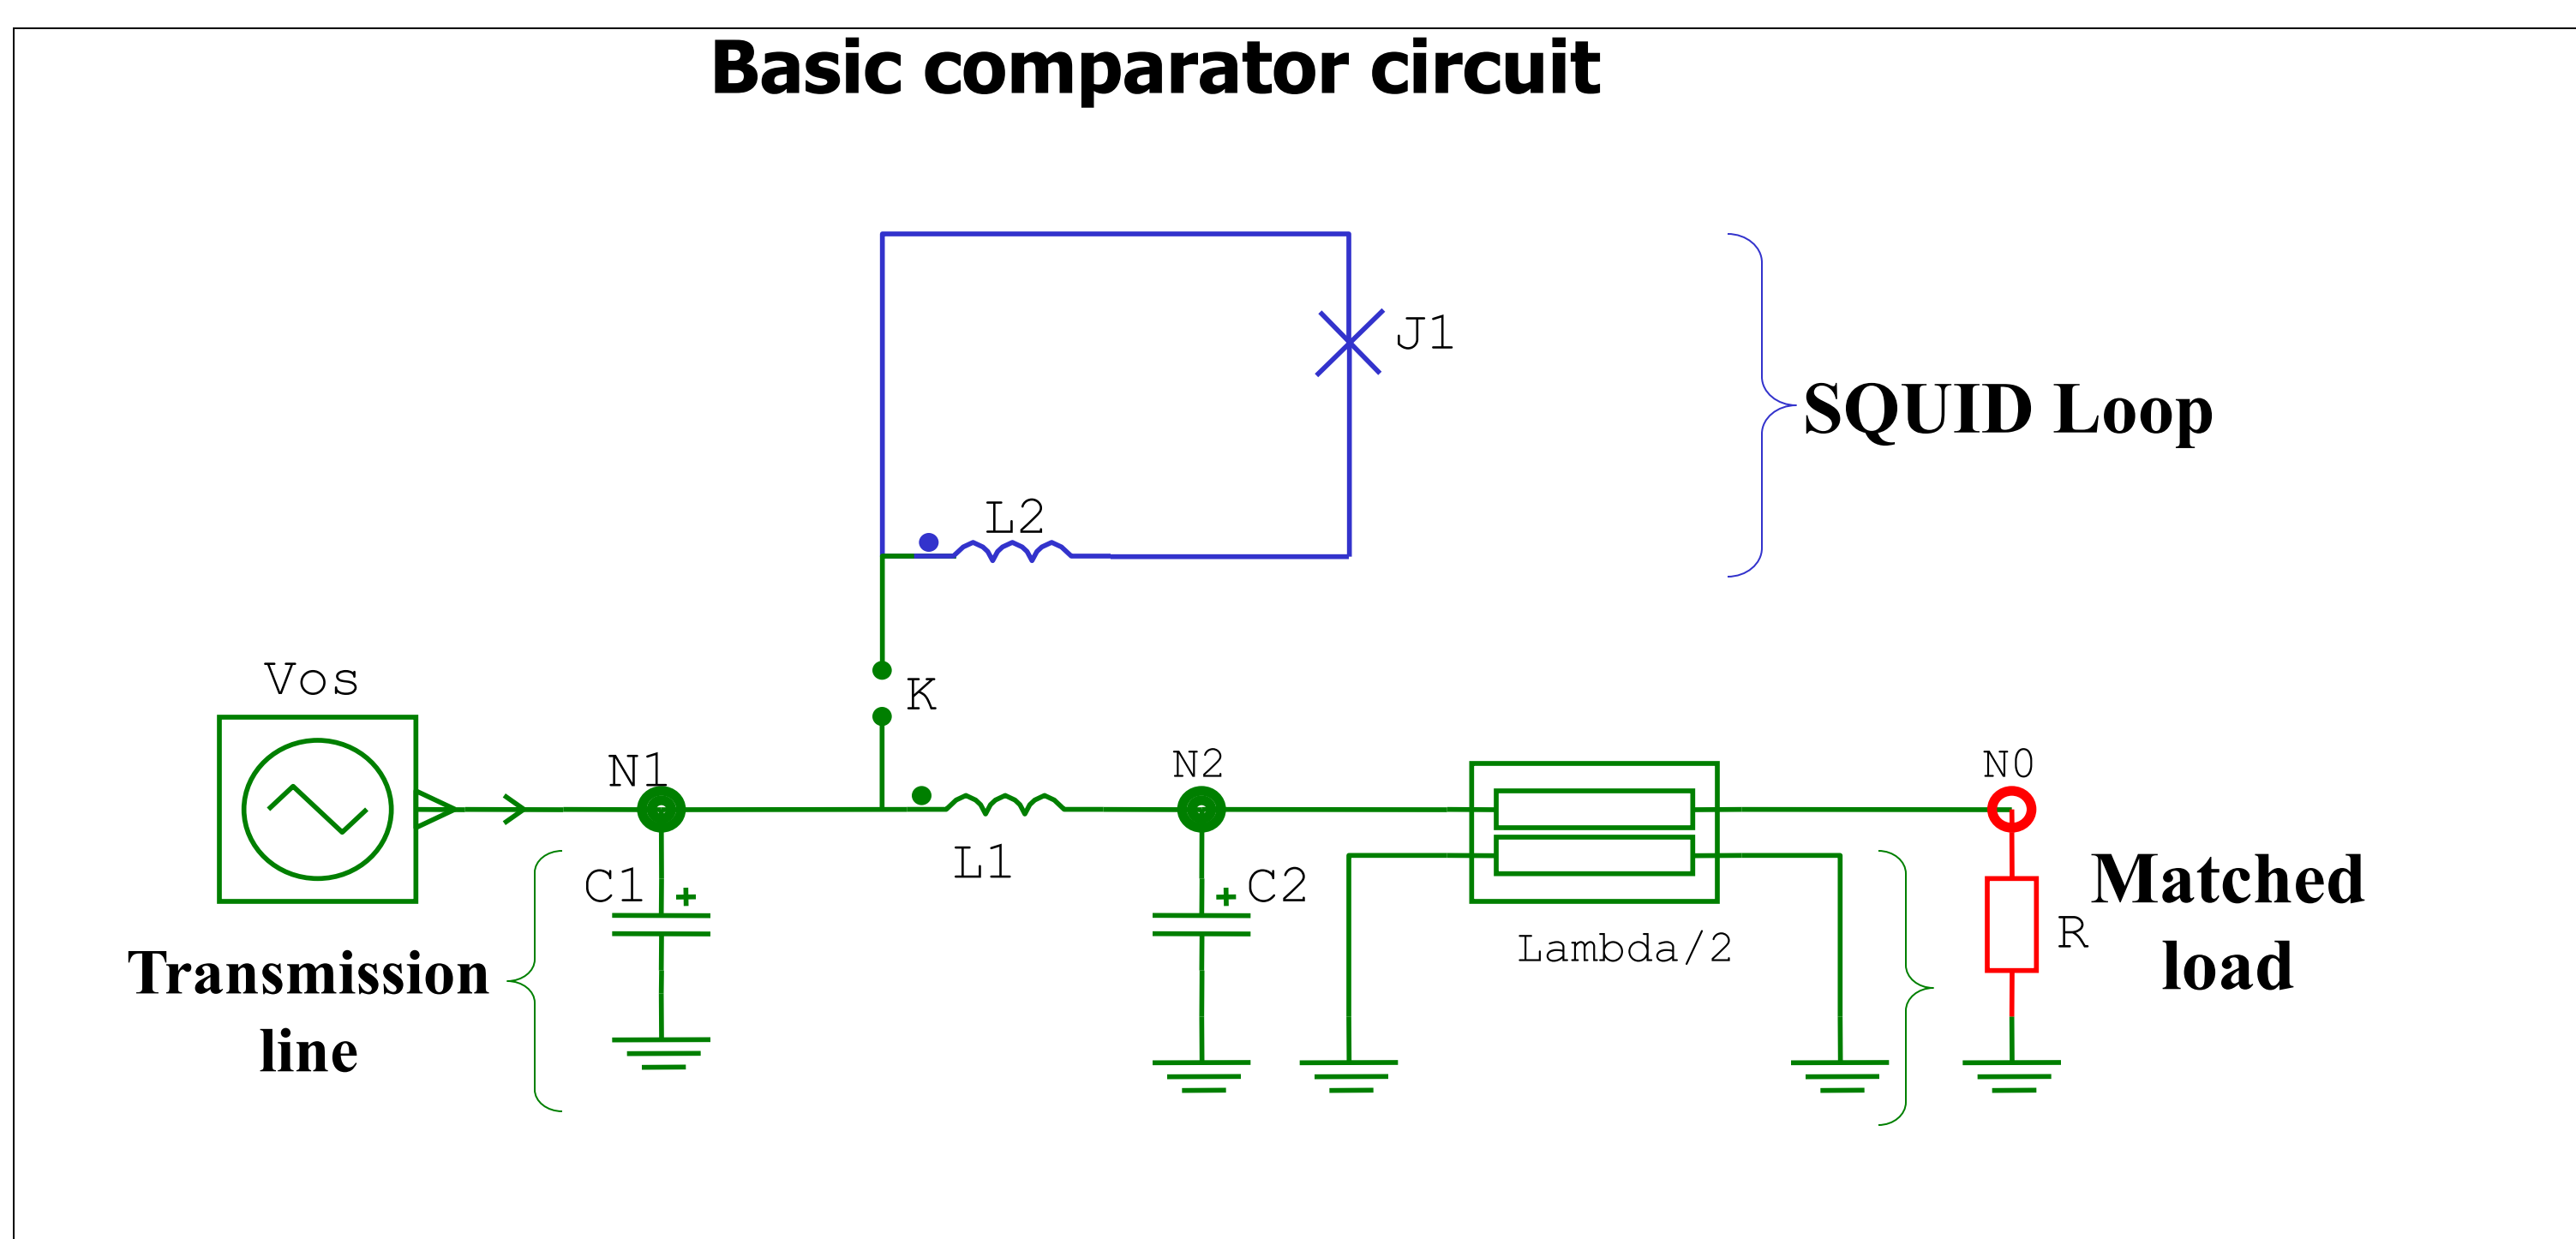 Basic comparator circuit
J1
SQUID Loop
L2
Vos
K
N1
N2
N0
L1
C1
+
+
C2
Matched
load
R
Lambda/2
Transmission
line